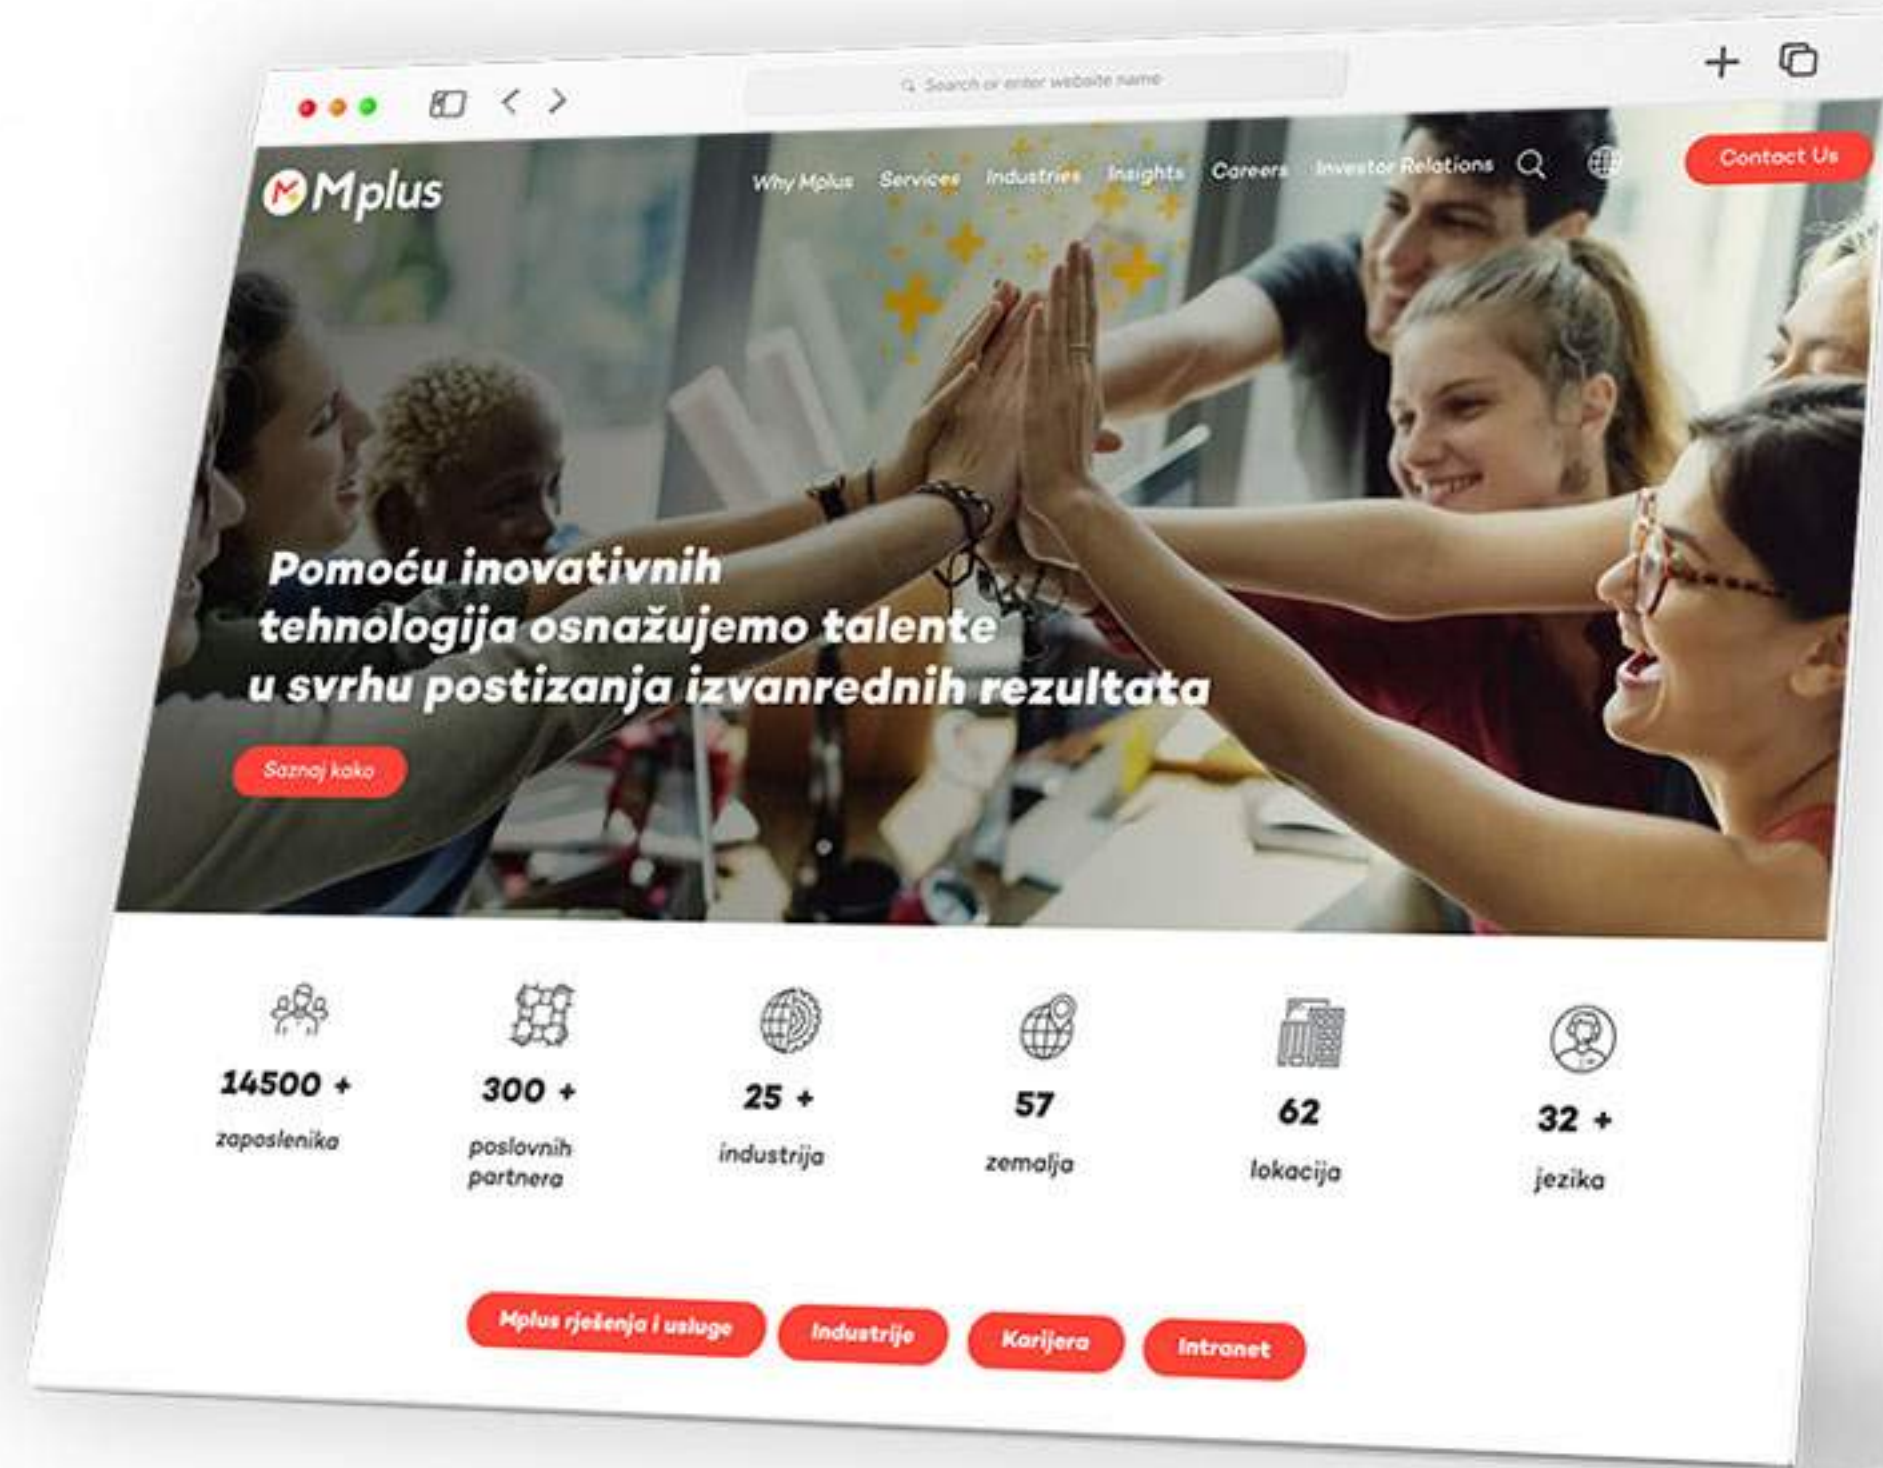 Search or enter website name
Mplus
Why Mplus Services Industries Insights Careers Investor Relations
Contact Us
Pomoću inovativnih
tehnologija osnažujemo talente
u svrhu postizanja izvanrednih rezultata
Saznaj kako
14500 +
zaposlenika
300 +
poslovnih
partnera
25 +
industrija
57
zemalja
62
lokacija
32 +
jezika
Mplus rješenja i usluge
Industrije
Karijera
Intranet